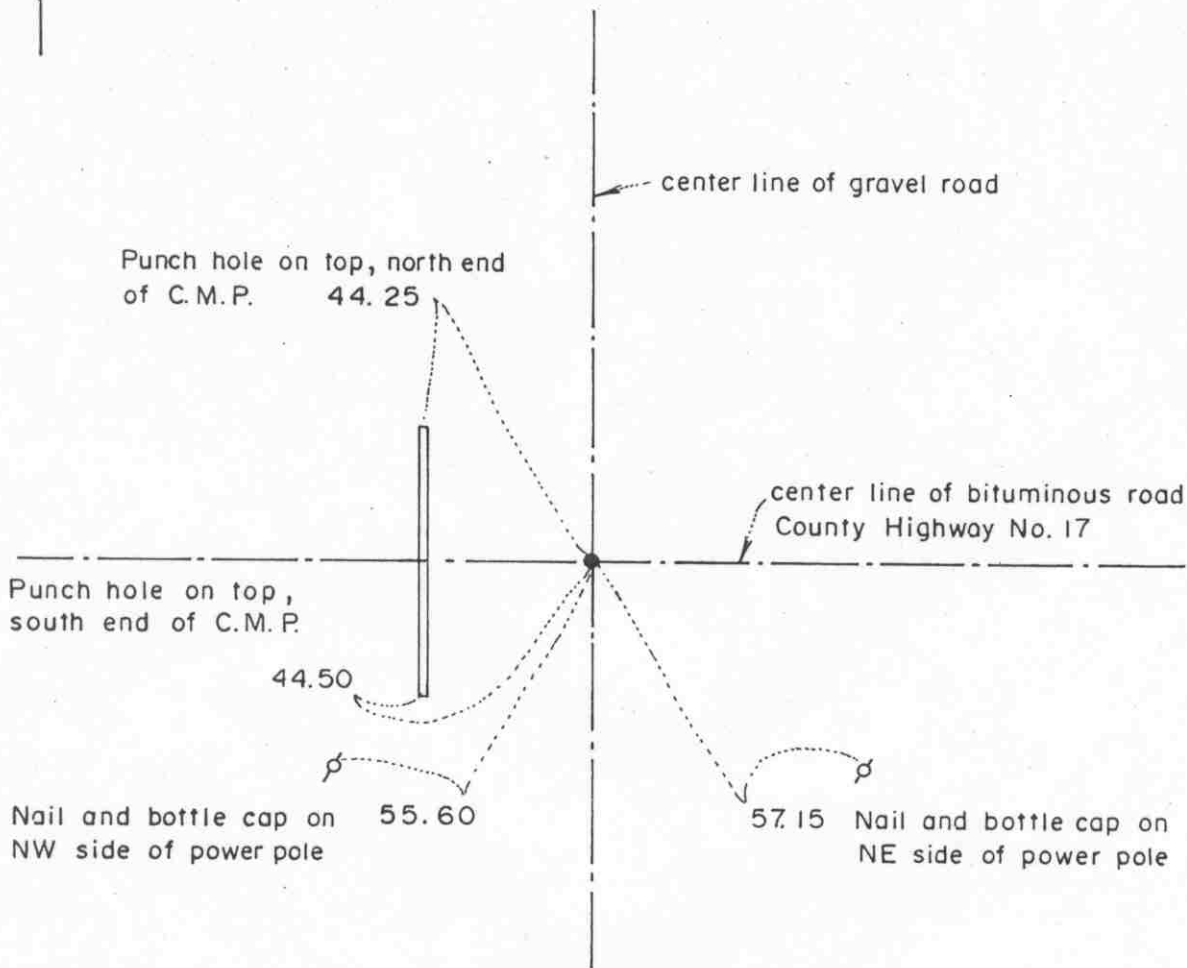 center line of gravel road
Punch hole on top, north end
of C.M.P. 44.25
center line of bituminous road
County Highway No. 17
Punch hole on top,
south end of C.M.P.
44.50
Nail and bottle cap on 55.60
NW side of power pole
57.15 Nail and bottle cap on
NE side of power pole